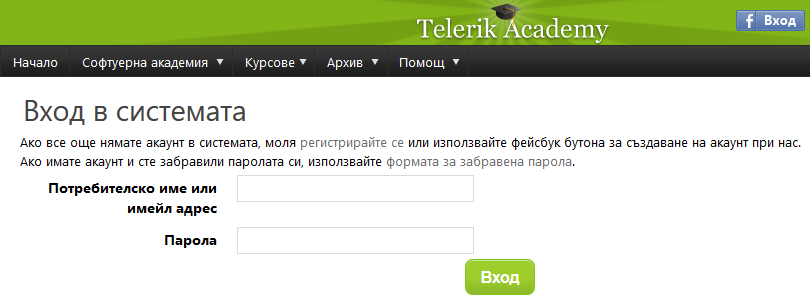 Telerik Academy
Вход
Начало Софтуерна академия Курсове Архив Помощ
Вход в системата
Ако все още нямате акаунт в системата, моля регистрирайте се или използвайте фейсбук бутона за създаване на акаунт при нас.
Ако имате акаунт и сте забравили паролата си, използвайте формата за забравена парола.
Потребителско име или
имейл адрес
Парола
Вход